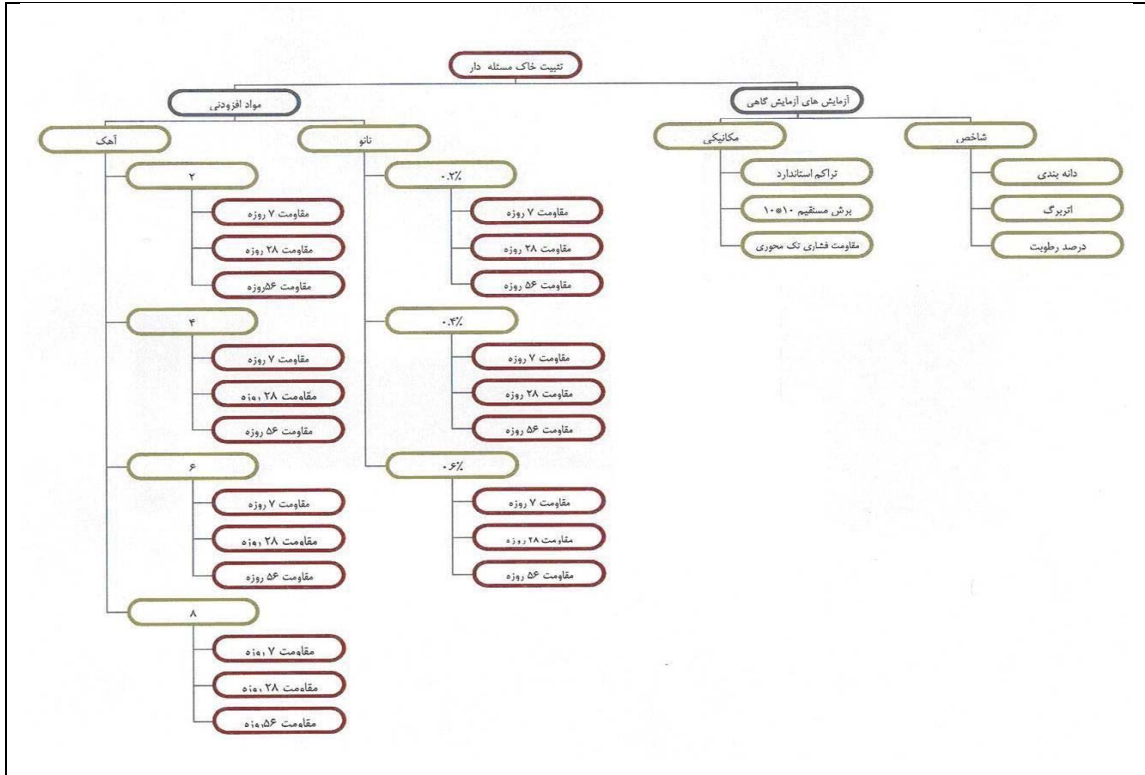 تثبیت خاک مسئله دار
آزمایش های آزمایش گاهی
شاخص
دانه بندی
اتربرگ
درصد رطوبت
مکانیکی
تراکم استاندارد
برش مستقیم ۱۰*۱۰
مقاومت فشاری تک محوری
مواد افزودنی
نانو
۰.۲%
مقاومت ۷ روزه
مقاومت ۲۸ روزه
مقاومت ۵۶ روزه
۰.۴%
مقاومت ۷ روزه
مقاومت ۲۸ روزه
مقاومت ۵۶ روزه
۰.۶%
مقاومت ۷ روزه
مقاومت ۲۸ روزه
مقاومت ۵۶ روزه
آهک
۲
مقاومت ۷ روزه
مقاومت ۲۸ روزه
مقاومت ۵۶روزه
۴
مقاومت ۷ روزه
مقاومت ۲۸ روزه
مقاومت ۵۶ روزه
۶
مقاومت ۷ روزه
مقاومت ۲۸ روزه
مقاومت ۵۶ روزه
۸
مقاومت ۷ روزه
مقاومت ۲۸ روزه
مقاومت ۵۶روزه